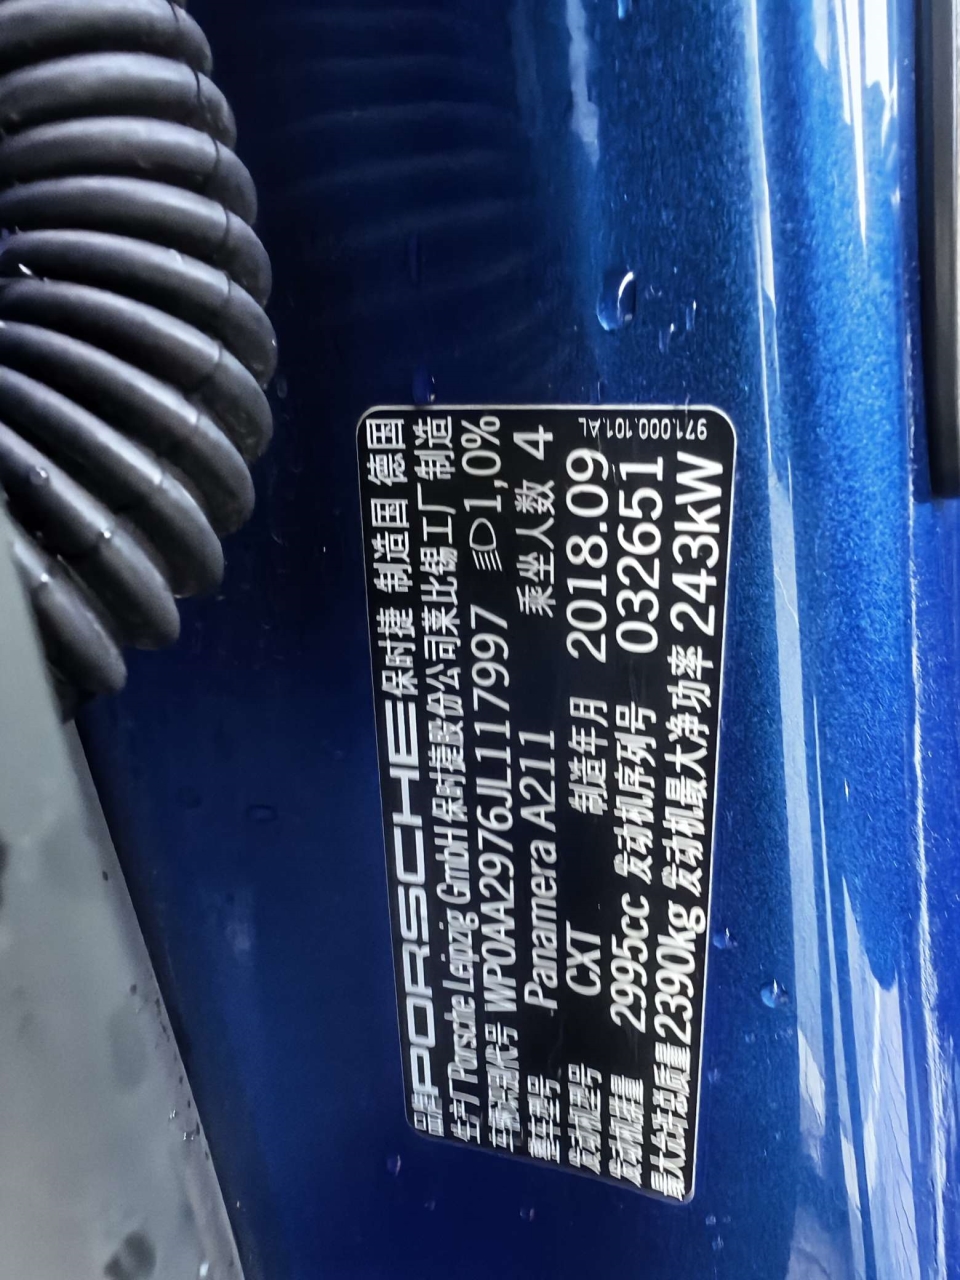 品牌 PORSCHE 保时捷 制造国 德国
生产厂 Porsche Leipzig GmbH 保时捷股份公司莱比锡工厂制造
车辆识别代号 WP0AA2976JL117997 1,0%
整车型号 Panamera A211 乘坐人数 4
发动机型号 CXT 制造年月 2018.09
发动机排量 2995cc 发动机序列号 032651
最大允许总质量 2390kg 发动机最大净功率 243kW
971.000.101.AL